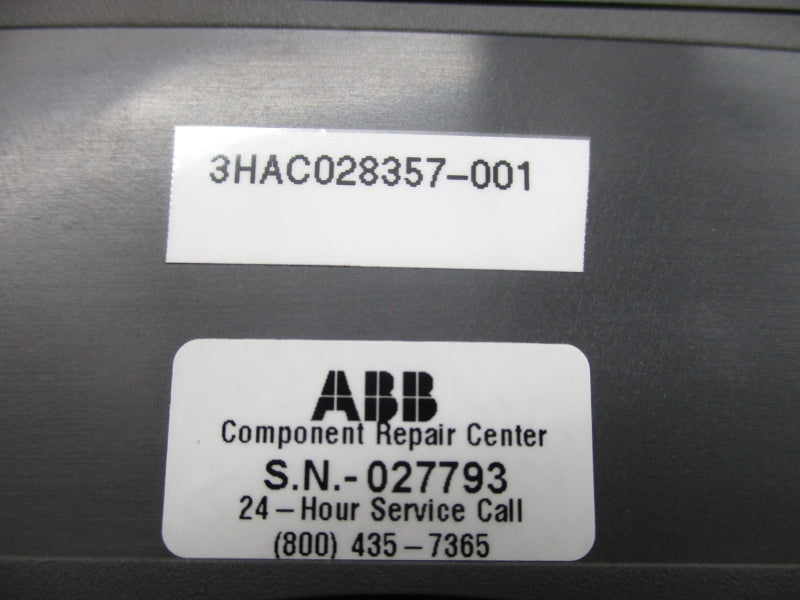 3HAC028357-001
ABB
Component Repair Center
S.N.- 027793
24 – Hour Service Call
(800) 435 – 7365